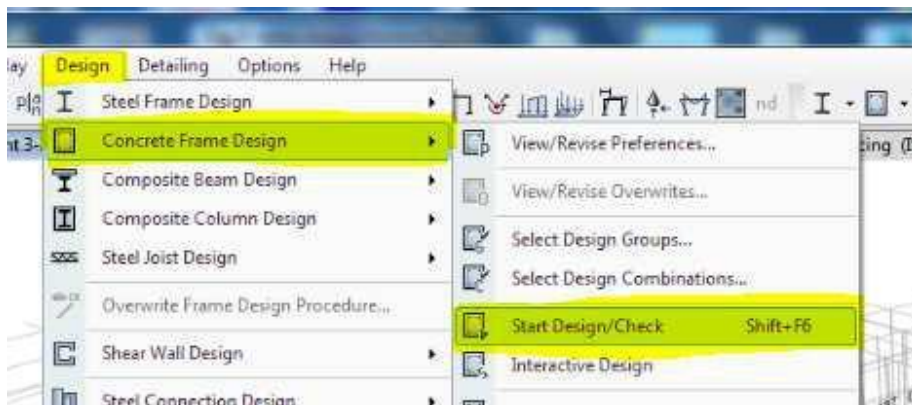 Design Detailing Options Help
nd
Steel Frame Design
Concrete Frame Design
Composite Beam Design
Composite Column Design
Steel Joist Design
Overwrite Frame Design Procedure...
Shear Wall Design
Steel Connection Design
View/Revise Preferences...
View/Revise Overwrites...
Select Design Groups...
Select Design Combinations...
Start Design/Check Shift+F6
Interactive Design